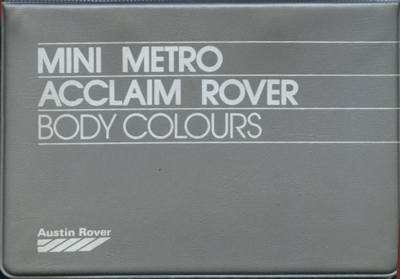 MINI METRO
ACCLAIM ROVER
BODY COLOURS
Austin Rover